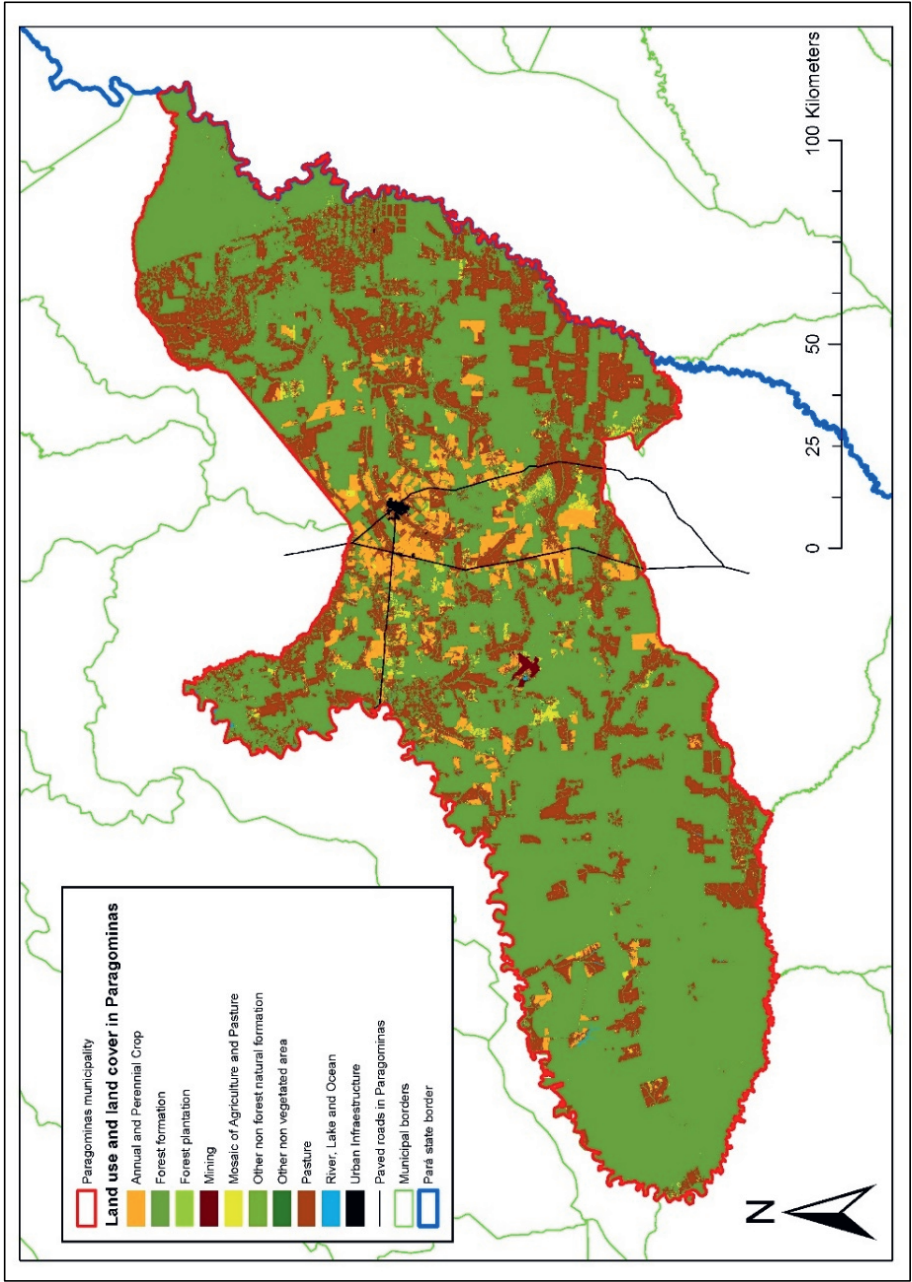 Paragominas municipality
Land use and land cover in Paragominas
Annual and Perennial Crop
Forest formation
Forest plantation
Mining
Mosaic of Agriculture and Pasture
Other non forest natural formation
Other non vegetated area
Pasture
River, Lake and Ocean
Urban Infraestructure
Paved roads in Paragominas
Municipal borders
Pará state border
N
0 25 50 100 Kilometers